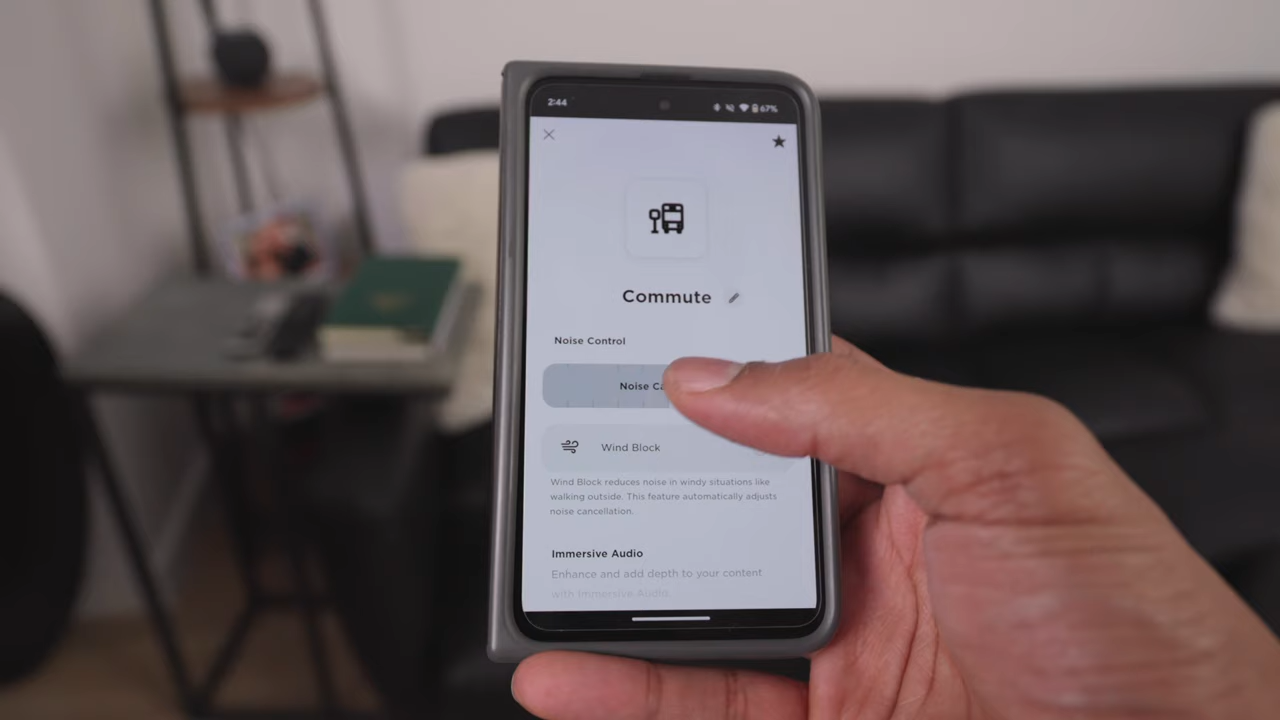 2:44
67%
Commute
Noise Control
Noise
Wind Block
Wind Block reduces noise in windy situations like
walking outside. This feature automatically adjusts
noise cancellation.
Immersive Audio
Enhance and add depth to your content
with Immersive Audio.